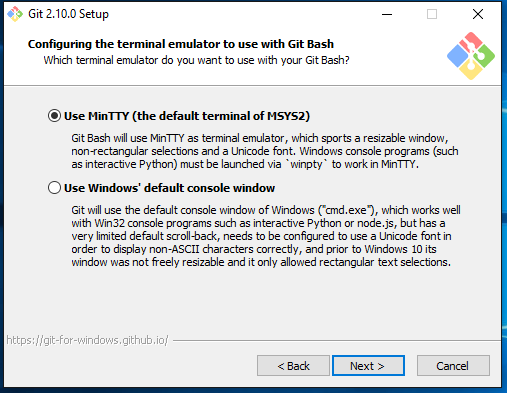 Git 2.10.0 Setup
Configuring the terminal emulator to use with Git Bash
Which terminal emulator do you want to use with your Git Bash?
Use MinTTY (the default terminal of MSYS2)
Git Bash will use MinTTY as terminal emulator, which sports a resizable window,
non-rectangular selections and a Unicode font. Windows console programs (such
as interactive Python) must be launched via `winpty` to work in MinTTY.
Use Windows' default console window
Git will use the default console window of Windows ("cmd.exe"), which works well
with Win32 console programs such as interactive Python or node.js, but has a
very limited default scroll-back, needs to be configured to use a Unicode font in
order to display non-ASCII characters correctly, and prior to Windows 10 its
window was not freely resizable and it only allowed rectangular text selections.
https://git-for-windows.github.io/
< Back
Next >
Cancel